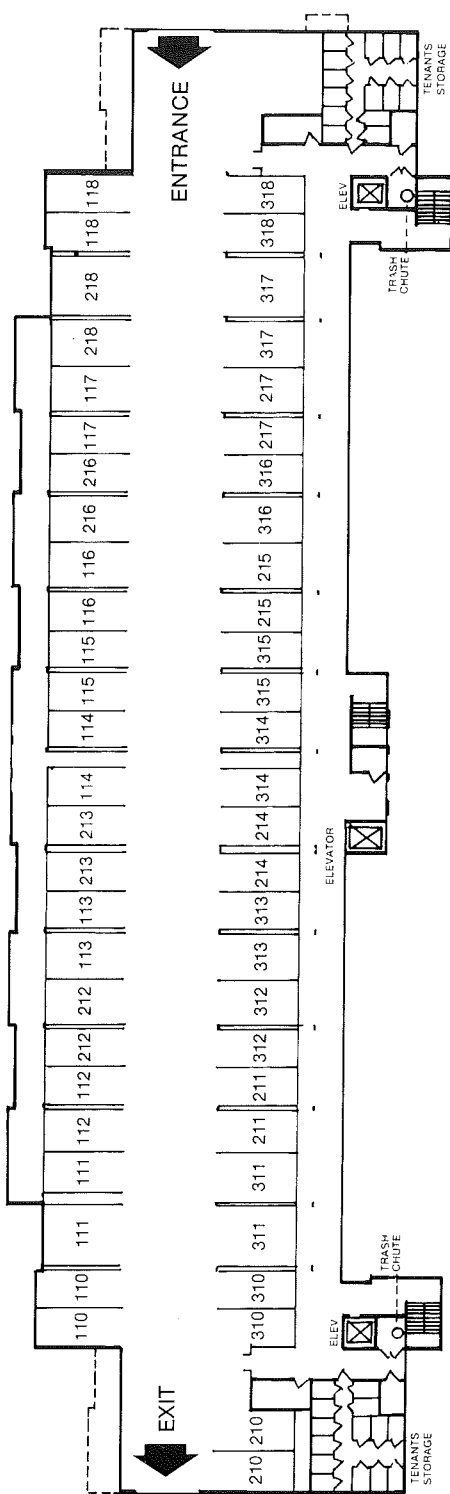 110 110 111 111 112 112 212 212 113 113 213 213 114 114 115 115 116 116 216 216 117 117 218 218 118 118
EXIT
ENTRANCE
210 210 310 310 311 311 211 211 312 312 313 313 214 214 314 314 315 315 215 215 316 316 217 217 317 317 318 318
ELEV
TRASH
CHUTE
ELEVATOR
ELEV
TRASH
CHUTE
TENANTS
STORAGE
TENANTS
STORAGE